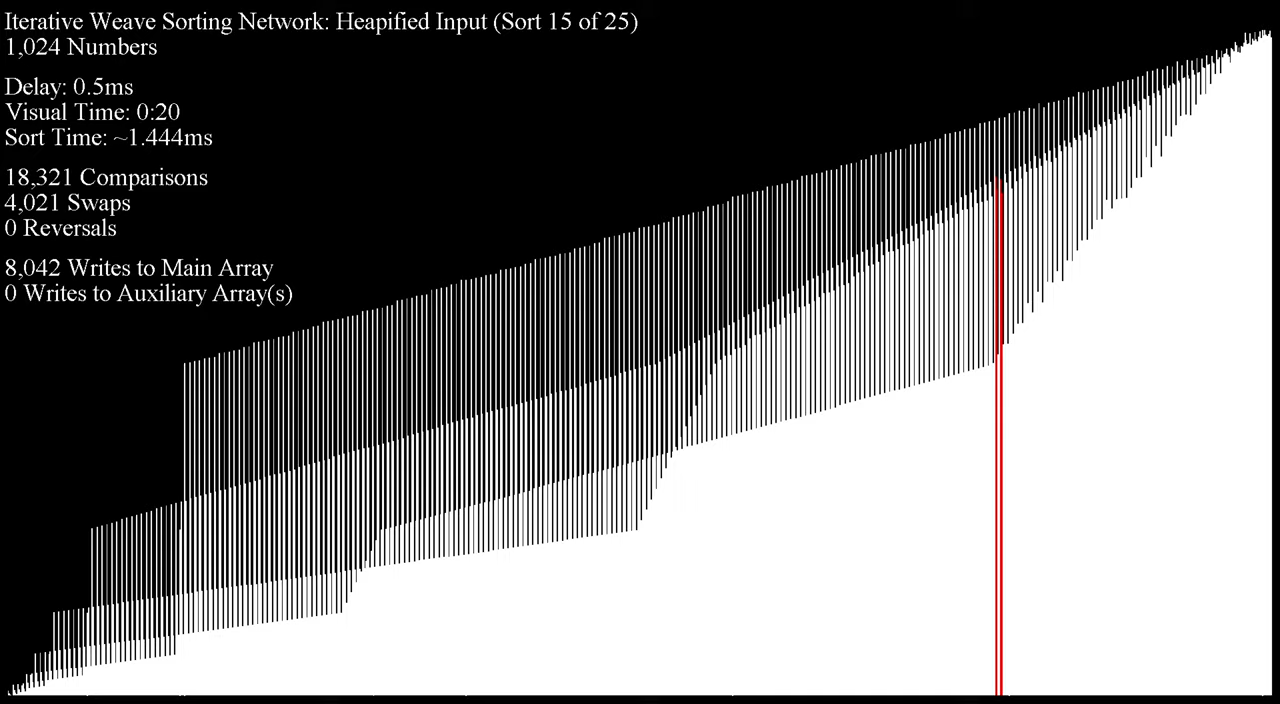 Iterative Weave Sorting Network: Heapified Input (Sort 15 of 25)
1,024 Numbers
Delay: 0.5ms
Visual Time: 0:20
Sort Time: ~1.444ms
18,321 Comparisons
4,021 Swaps
0 Reversals
8,042 Writes to Main Array
0 Writes to Auxiliary Array(s)